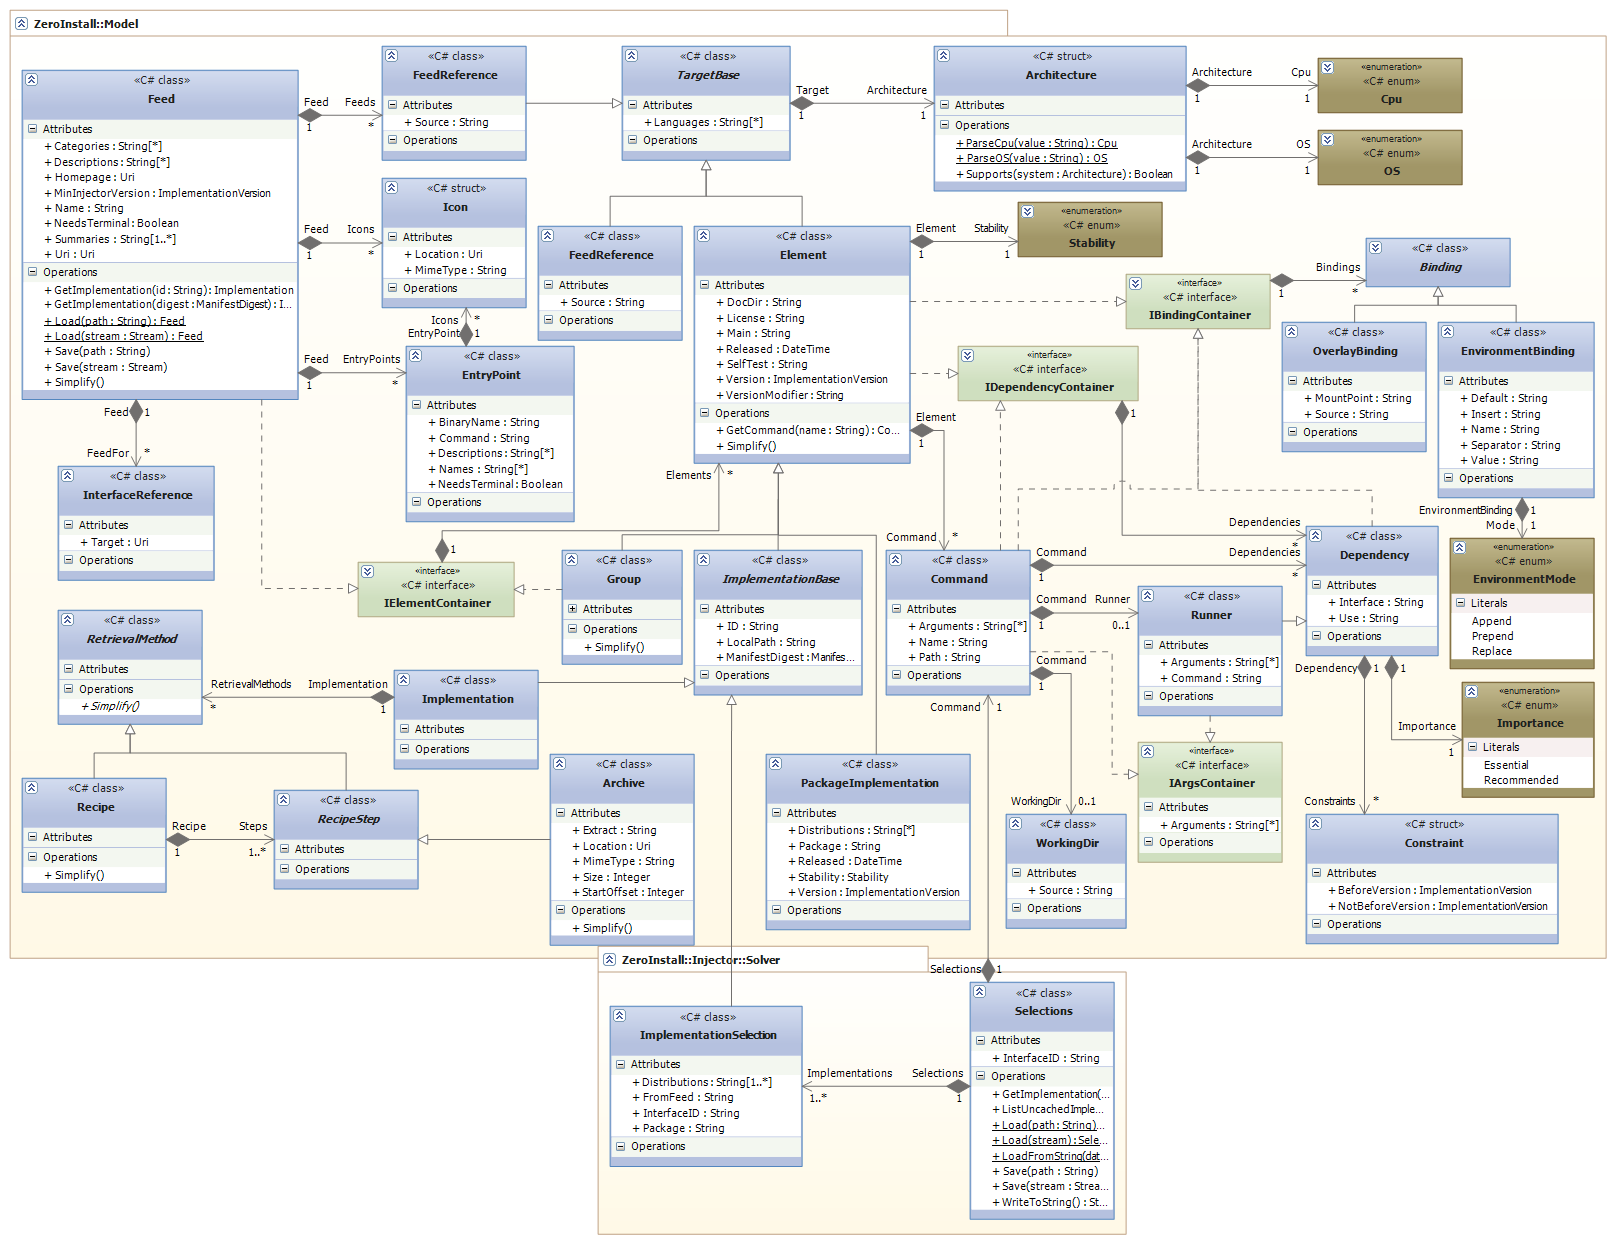 ZeroInstall::Model
«C# class»
Feed
Attributes
+ Categories : String[*]
+ Descriptions : String[*]
+ Homepage : Uri
+ MinInjectorVersion : ImplementationVersion
+ Name : String
+ NeedsTerminal : Boolean
+ Summaries : String[1..*]
+ Uri : Uri
Operations
+ GetImplementation(id : String) : Implementation
+ GetImplementation(digest : ManifestDigest) : I...
+ Load(path : String) : Feed
+ Load(stream : Stream) : Feed
+ Save(path : String)
+ Save(stream : Stream)
+ Simplify()
Feed
Feeds
1
*
Feed
Icons
1
*
Feed
EntryPoints
1
*
Feed
1
FeedFor
*
«C# class»
FeedReference
Attributes
+ Source : String
Operations
«C# struct»
Icon
Attributes
+ Location : Uri
+ MimeType : String
Operations
Icons
*
EntryPoint
1
«C# class»
EntryPoint
Attributes
+ BinaryName : String
+ Command : String
+ Descriptions : String[*]
+ Names : String[*]
+ NeedsTerminal : Boolean
Operations
«C# class»
TargetBase
Attributes
+ Languages : String[*]
Operations
Target
Architecture
1
1
«C# struct»
Architecture
Attributes
Operations
+ ParseCpu(value : String) : Cpu
+ ParseOS(value : String) : OS
+ Supports(system : Architecture) : Boolean
Architecture
Cpu
1
1
«enumeration»
«C# enum»
Cpu
Architecture
OS
1
1
«enumeration»
«C# enum»
OS
«C# class»
FeedReference
Attributes
+ Source : String
Operations
«C# class»
Element
Attributes
+ DocDir : String
+ License : String
+ Main : String
+ Released : DateTime
+ SelfTest : String
+ Version : ImplementationVersion
+ VersionModifier : String
Operations
+ GetCommand(name : String) : Co...
+ Simplify()
Element
Stability
1
1
«enumeration»
«C# enum»
Stability
«interface»
«C# interface»
IBindingContainer
Bindings
1
*
«C# class»
Binding
«C# class»
OverlayBinding
Attributes
+ MountPoint : String
+ Source : String
Operations
«C# class»
EnvironmentBinding
Attributes
+ Default : String
+ Insert : String
+ Name : String
+ Separator : String
+ Value : String
Operations
EnvironmentBinding
1
Mode
1
«enumeration»
«C# enum»
EnvironmentMode
Literals
Append
Prepend
Replace
«interface»
«C# interface»
IDependencyContainer
1
Dependencies
*
Element
1
Command
*
«C# class»
InterfaceReference
Attributes
+ Target : Uri
Operations
Elements
*
1
«interface»
«C# interface»
IElementContainer
«C# class»
Group
Attributes
Operations
+ Simplify()
«C# class»
ImplementationBase
Attributes
+ ID : String
+ LocalPath : String
+ ManifestDigest : Manifes...
Operations
«C# class»
Command
Attributes
+ Arguments : String[*]
+ Name : String
+ Path : String
Operations
Command
Dependencies
1
*
Command
Runner
1
0..1
Command
1
WorkingDir
0..1
«C# class»
Runner
Attributes
+ Arguments : String[*]
+ Command : String
Operations
«C# class»
Dependency
Attributes
+ Interface : String
+ Use : String
Operations
Dependency
1
1
Importance
1
Constraints
*
«enumeration»
«C# enum»
Importance
Literals
Essential
Recommended
«C# class»
RetrievalMethod
Attributes
Operations
+ Simplify()
RetrievalMethods
Implementation
*
1
«C# class»
Implementation
Attributes
Operations
«C# class»
Recipe
Attributes
Operations
+ Simplify()
Recipe
Steps
1
1..*
«C# class»
RecipeStep
Attributes
Operations
«C# class»
Archive
Attributes
+ Extract : String
+ Location : Uri
+ MimeType : String
+ Size : Integer
+ StartOffset : Integer
Operations
+ Simplify()
«C# class»
PackageImplementation
Attributes
+ Distributions : String[*]
+ Package : String
+ Released : DateTime
+ Stability : Stability
+ Version : ImplementationVersion
Operations
«C# class»
WorkingDir
Attributes
+ Source : String
Operations
«interface»
«C# interface»
IArgsContainer
Attributes
+ Arguments : String[*]
Operations
«C# struct»
Constraint
Attributes
+ BeforeVersion : ImplementationVersion
+ NotBeforeVersion : ImplementationVersion
Operations
Command
1
Selections
1
ZeroInstall::Injector::Solver
«C# class»
ImplementationSelection
Attributes
+ Distributions : String[1..*]
+ FromFeed : String
+ InterfaceID : String
+ Package : String
Operations
Implementations
Selections
1..*
1
«C# class»
Selections
Attributes
+ InterfaceID : String
Operations
+ GetImplementation(...
+ ListUncachedImple...
+ Load(path : String)...
+ Load(stream) : Sele...
+ LoadFromString(dat...
+ Save(path : String)
+ Save(stream : Strea...
+ WriteToString() : St...